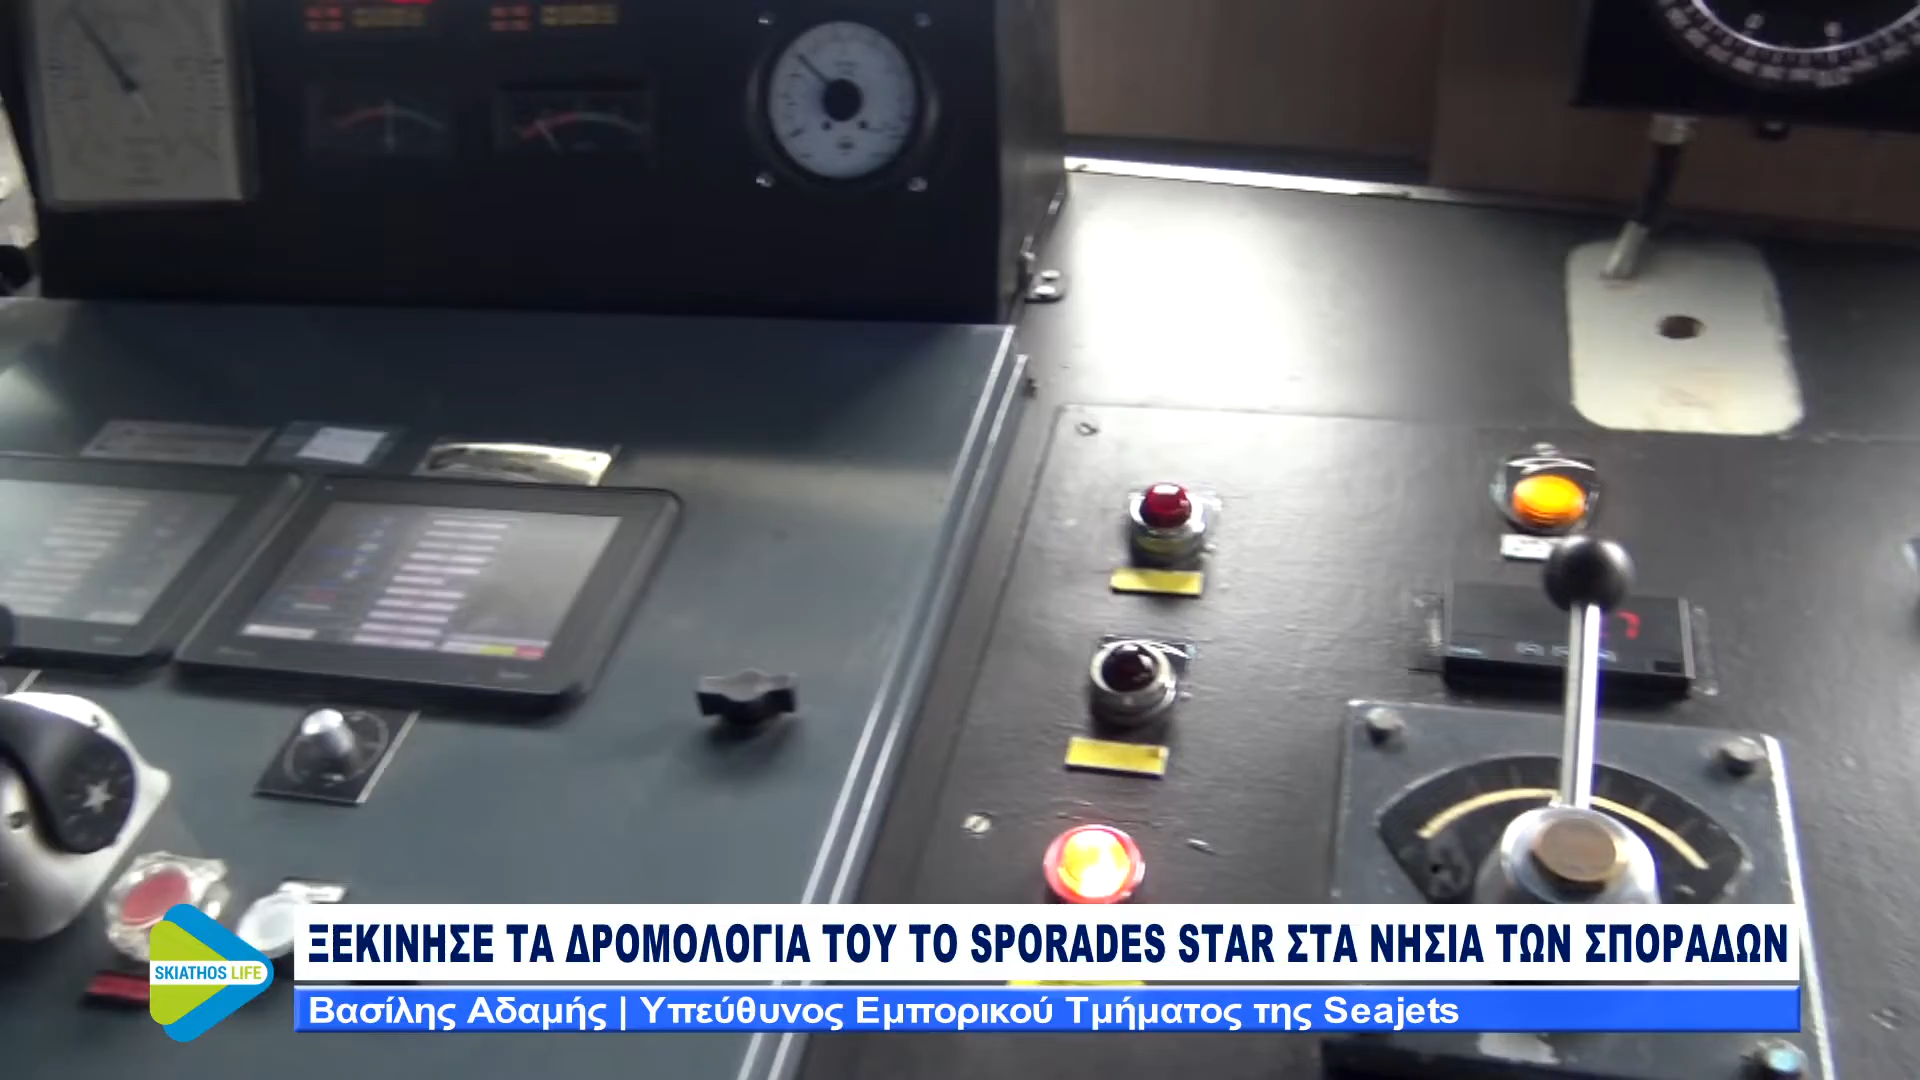 ΞΕΚΙΝΗΣΕ ΤΑ ΔΡΟΜΟΛΟΓΙΑ ΤΟΥ ΤΟ SPORADES STAR ΣΤΑ ΝΗΣΙΑ ΤΩΝ ΣΠΟΡΑΔΩΝ
SKIATHOS LIFE
Βασίλης Αδαμής | Υπεύθυνος Εμπορικού Τμήματος της Seajets